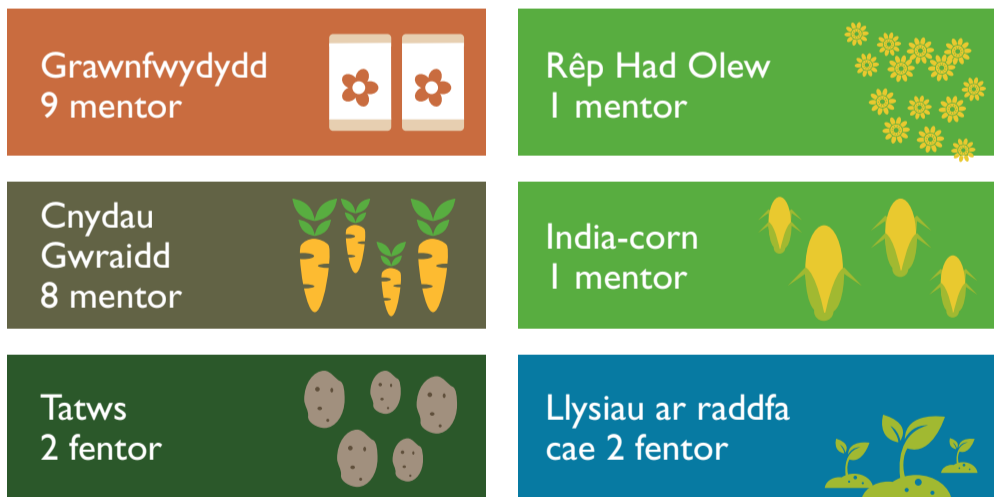 Grawnfwydydd
9 mentor
Rêp Had Olew
1 mentor
Cnydau
Gwraidd
8 mentor
India-corn
1 mentor
Tatws
2 fentor
Llysiau ar raddfa
cae 2 fentor